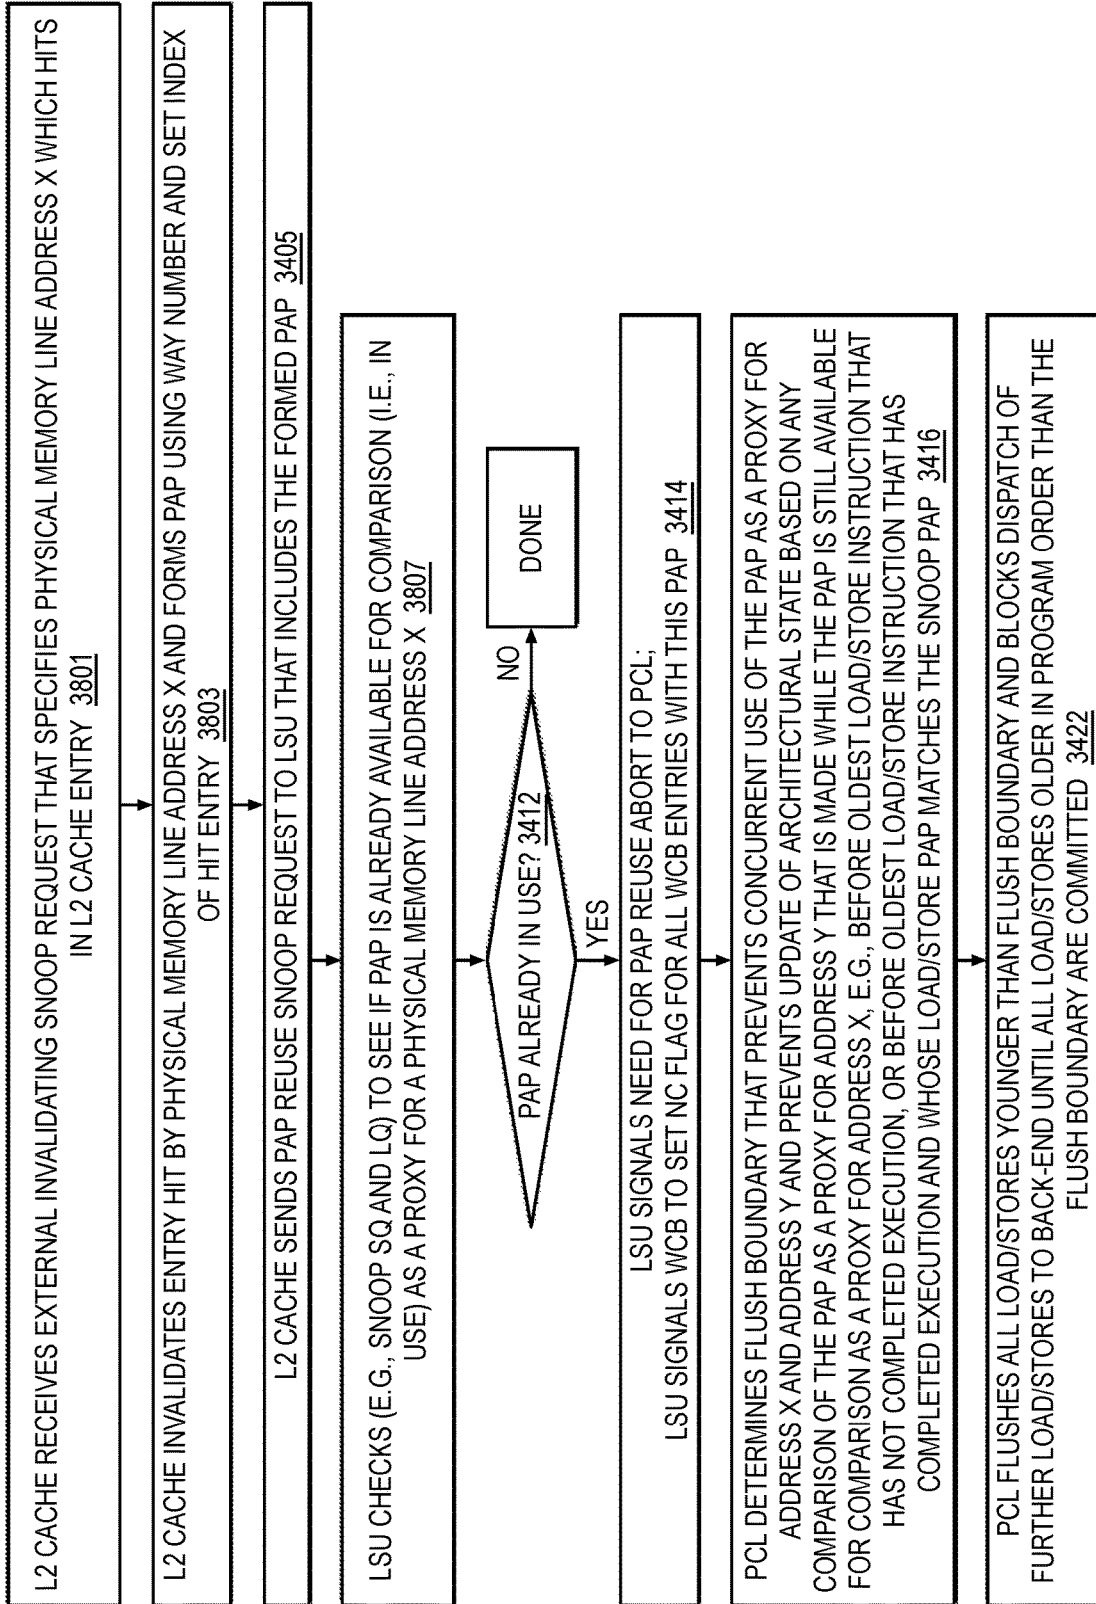 L2 CACHE RECEIVES EXTERNAL INVALIDATING SNOOP REQUEST THAT SPECIFIES PHYSICAL MEMORY LINE ADDRESS X WHICH HITS
IN L2 CACHE ENTRY 3801
L2 CACHE INVALIDATES ENTRY HIT BY PHYSICAL MEMORY LINE ADDRESS X AND FORMS PAP USING WAY NUMBER AND SET INDEX
OF HIT ENTRY 3803
L2 CACHE SENDS PAP REUSE SNOOP REQUEST TO LSU THAT INCLUDES THE FORMED PAP 3405
LSU CHECKS (E.G., SNOOP SQ AND LQ) TO SEE IF PAP IS ALREADY AVAILABLE FOR COMPARISON (I.E., IN
USE) AS A PROXY FOR A PHYSICAL MEMORY LINE ADDRESS X 3807
PAP ALREADY IN USE? 3412
NO
DONE
YES
LSU SIGNALS NEED FOR PAP REUSE ABORT TO PCL;
LSU SIGNALS WCB TO SET NC FLAG FOR ALL WCB ENTRIES WITH THIS PAP 3414
PCL DETERMINES FLUSH BOUNDARY THAT PREVENTS CONCURRENT USE OF THE PAP AS A PROXY FOR
ADDRESS X AND ADDRESS Y AND PREVENTS UPDATE OF ARCHITECTURAL STATE BASED ON ANY
COMPARISON OF THE PAP AS A PROXY FOR ADDRESS Y THAT IS MADE WHILE THE PAP IS STILL AVAILABLE
FOR COMPARISON AS A PROXY FOR ADDRESS X, E.G., BEFORE OLDEST LOAD/STORE INSTRUCTION THAT
HAS NOT COMPLETED EXECUTION, OR BEFORE OLDEST LOAD/STORE INSTRUCTION THAT HAS
COMPLETED EXECUTION AND WHOSE LOAD/STORE PAP MATCHES THE SNOOP PAP 3416
PCL FLUSHES ALL LOAD/STORES YOUNGER THAN FLUSH BOUNDARY AND BLOCKS DISPATCH OF
FURTHER LOAD/STORES TO BACK-END UNTIL ALL LOAD/STORES OLDER IN PROGRAM ORDER THAN THE
FLUSH BOUNDARY ARE COMMITTED 3422